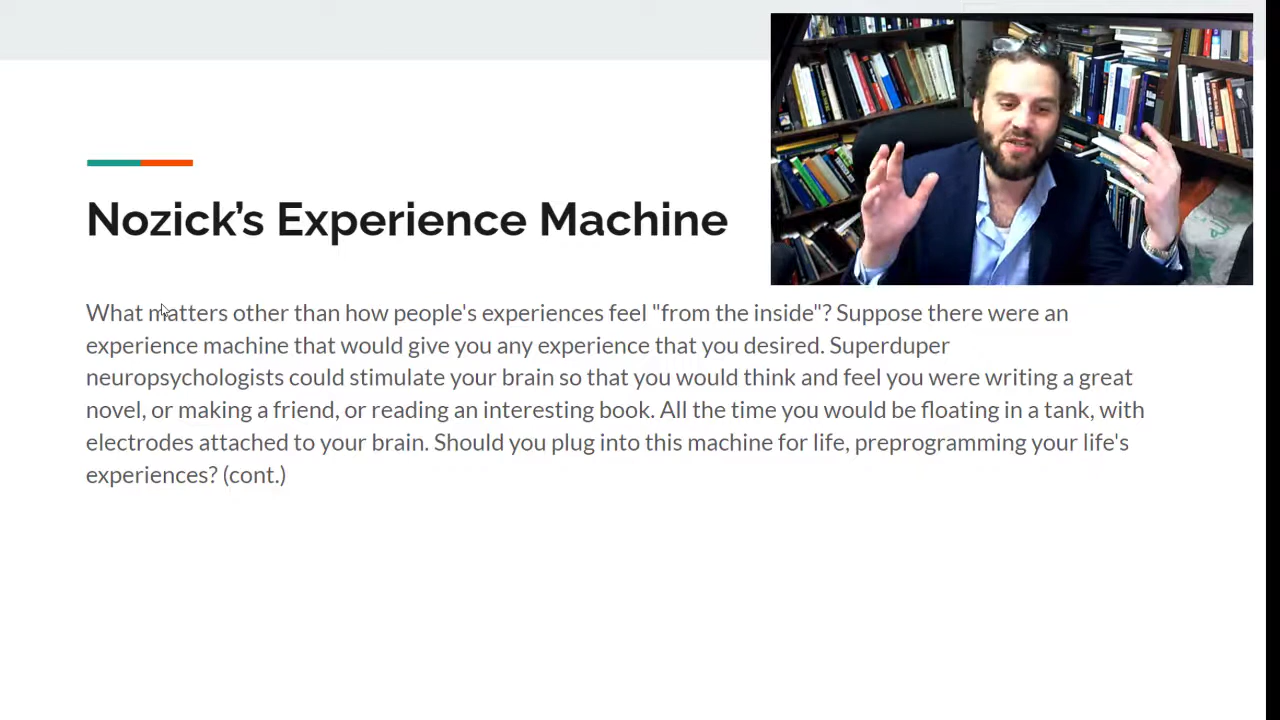 Nozick’s Experience Machine
What matters other than how people's experiences feel "from the inside"? Suppose there were an
experience machine that would give you any experience that you desired. Superduper
neuropsychologists could stimulate your brain so that you would think and feel you were writing a great
novel, or making a friend, or reading an interesting book. All the time you would be floating in a tank, with
electrodes attached to your brain. Should you plug into this machine for life, preprogramming your life's
experiences? (cont.)